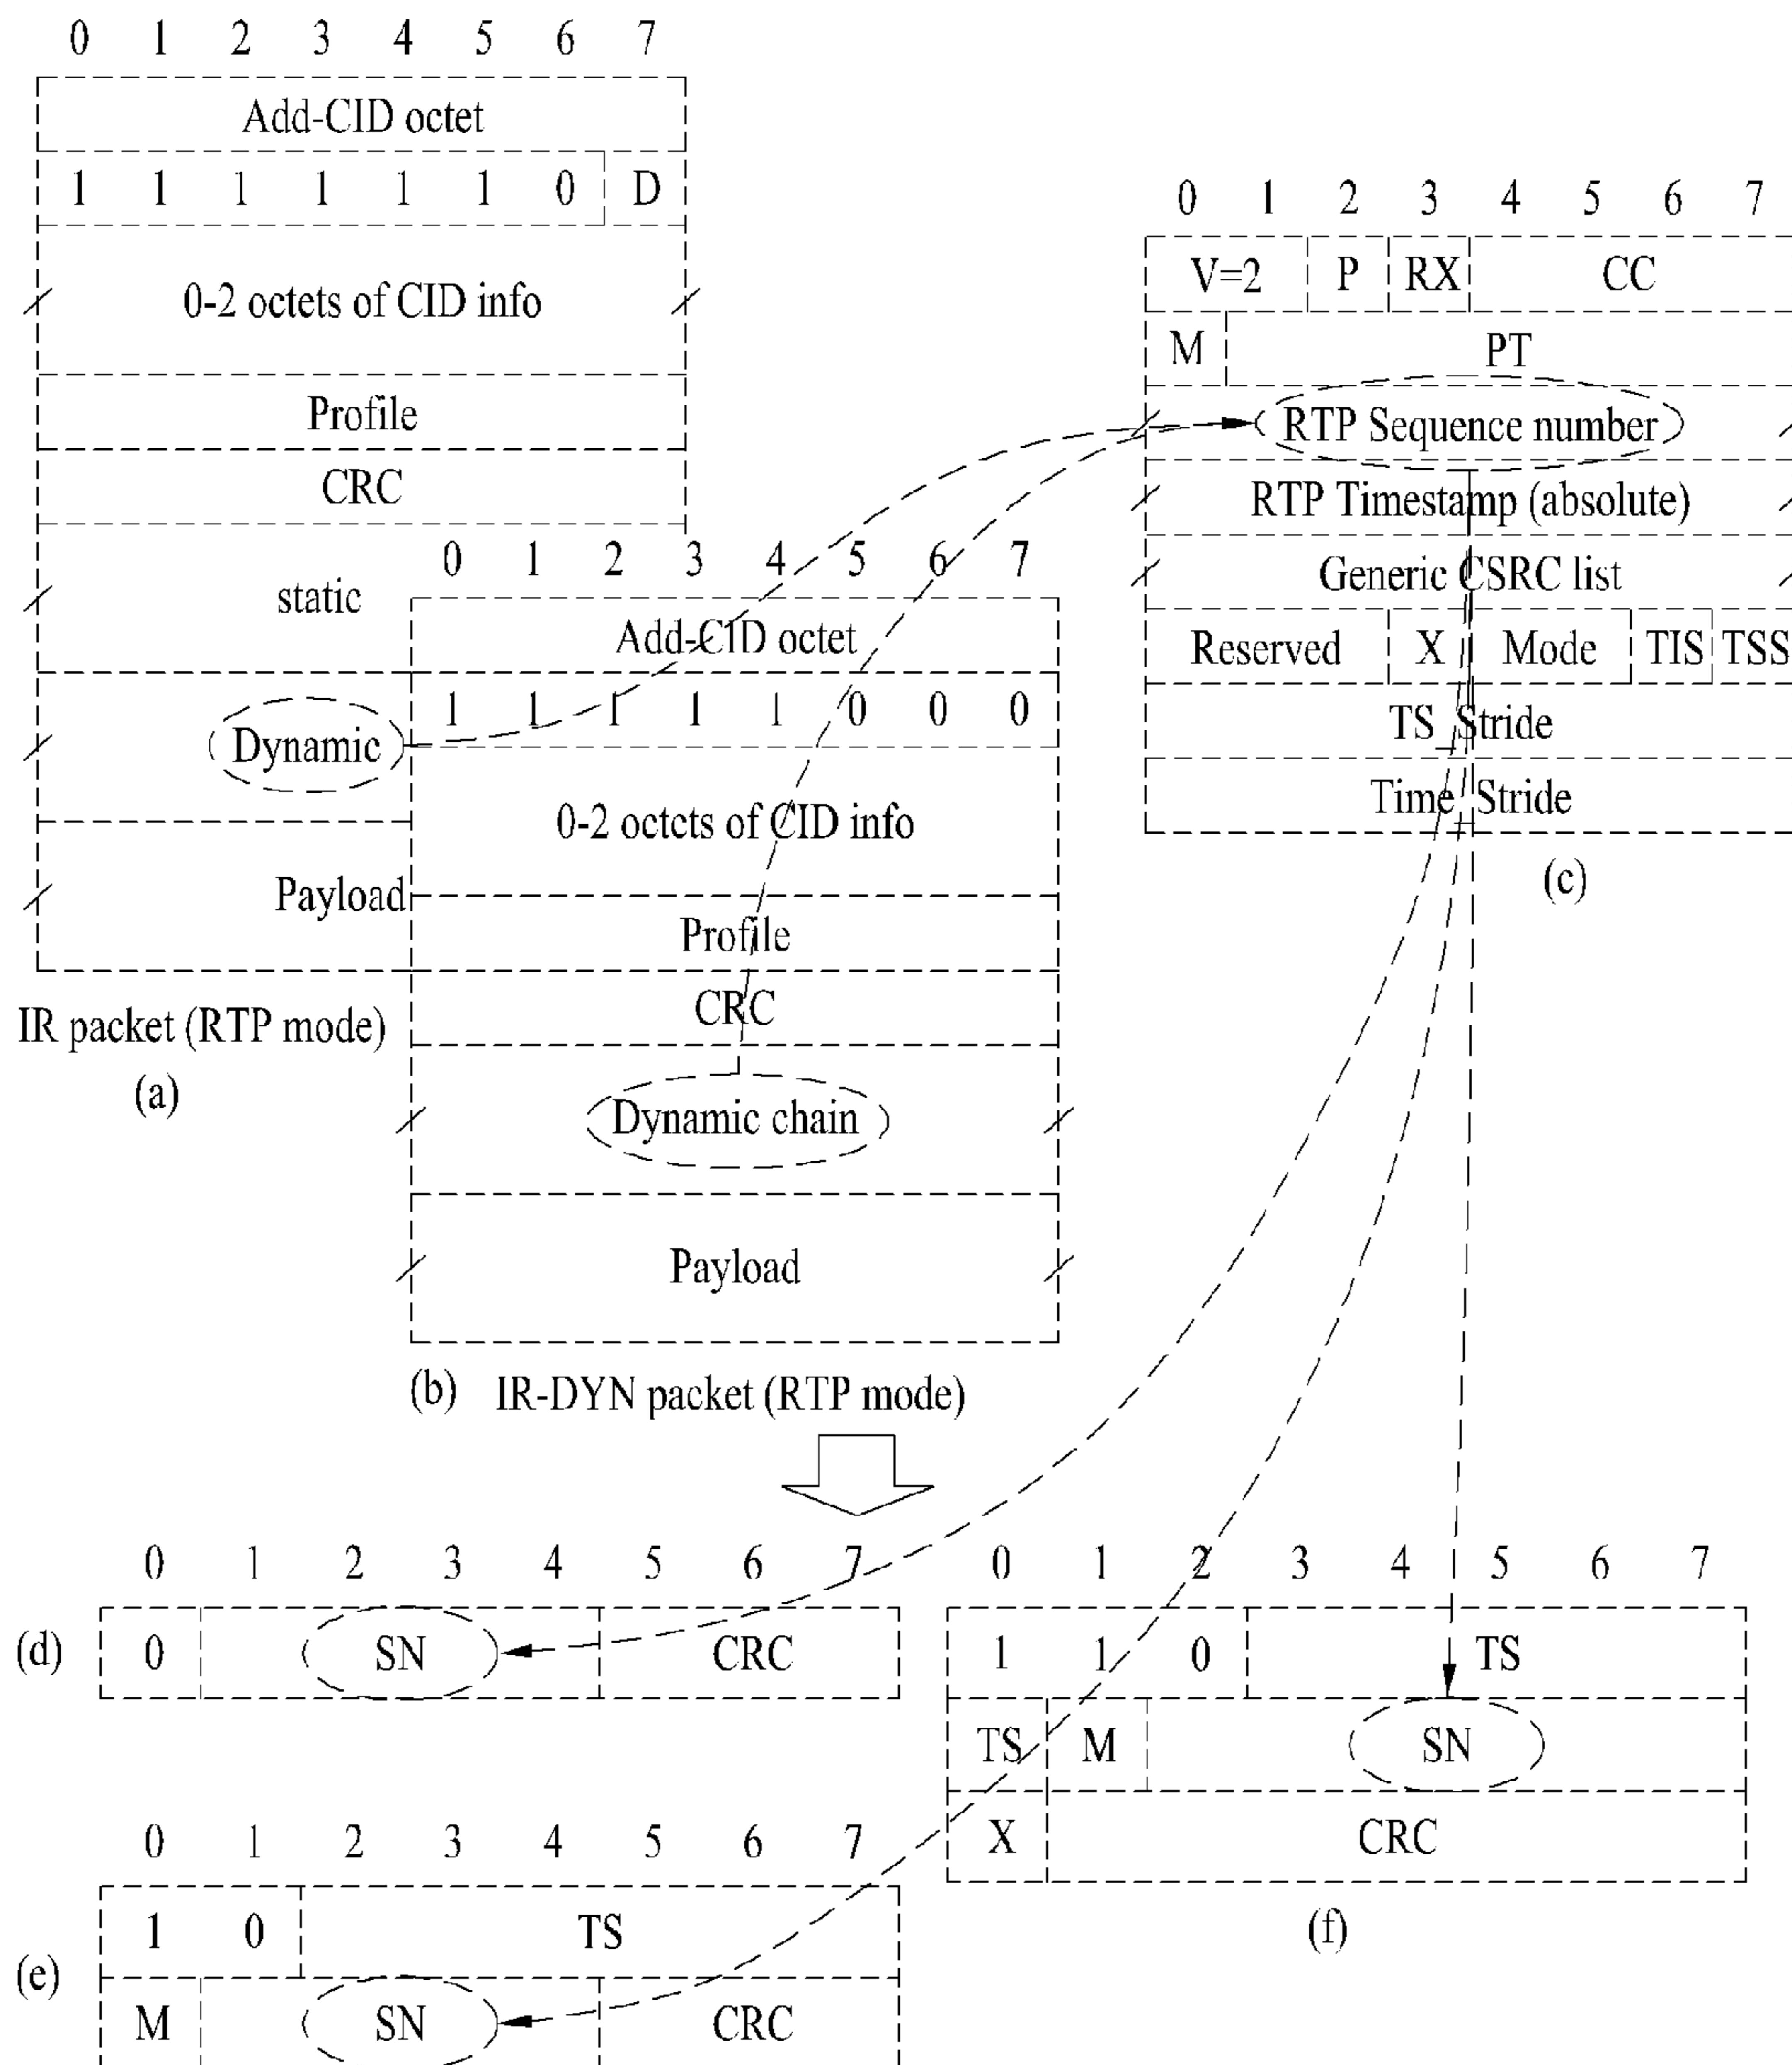 0 1 2 3 4 5 6 7
Add-CID octet
1 1 1 1 1 1 0 D
0-2 octets of CID info
Profile
CRC
static
Dynamic
Payload
IR packet (RTP mode)
(a)
0 1 2 3 4 5 6 7
Add-CID octet
1 1 1 1 1 0 0 0
0-2 octets of CID info
Profile
CRC
Dynamic chain
Payload
(b) IR-DYN packet (RTP mode)
0 1 2 3 4 5 6 7
V=2 P RX CC
M PT
RTP Sequence number
RTP Timestamp (absolute)
Generic CSRC list
Reserved X Mode TIS TSS
TS_Stride
Time_Stride
(c)
0 1 2 3 4 5 6 7
(d) 0 SN CRC
0 1 2 3 4 5 6 7
1 1 0 TS
TS M SN
X CRC
(f)
0 1 2 3 4 5 6 7
1 0 TS
(e)
M SN CRC